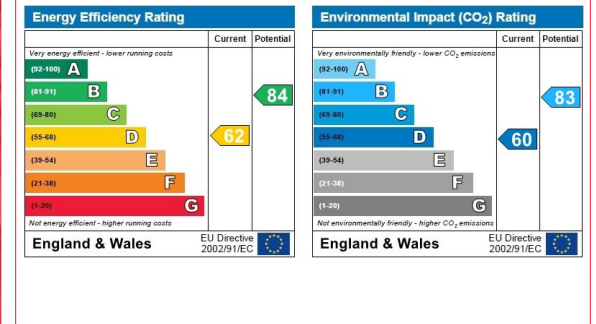 Energy Efficiency Rating
Current Potential
Very energy efficient - lower running costs
(92-100) A
(81-91) B
(69-80) C
(55-68) D
(39-54) E
(21-38) F
(1-20) G
62
84
Not energy efficient - higher running costs
England & Wales
EU Directive
2002/91/EC
Environmental Impact (CO2) Rating
Current Potential
Very environmentally friendly - lower CO2 emissions
(92-100) A
(81-91) B
(69-80) C
(55-68) D
(39-54) E
(21-38) F
(1-20) G
60
83
Not environmentally friendly - higher CO2 emissions
England & Wales
EU Directive
2002/91/EC